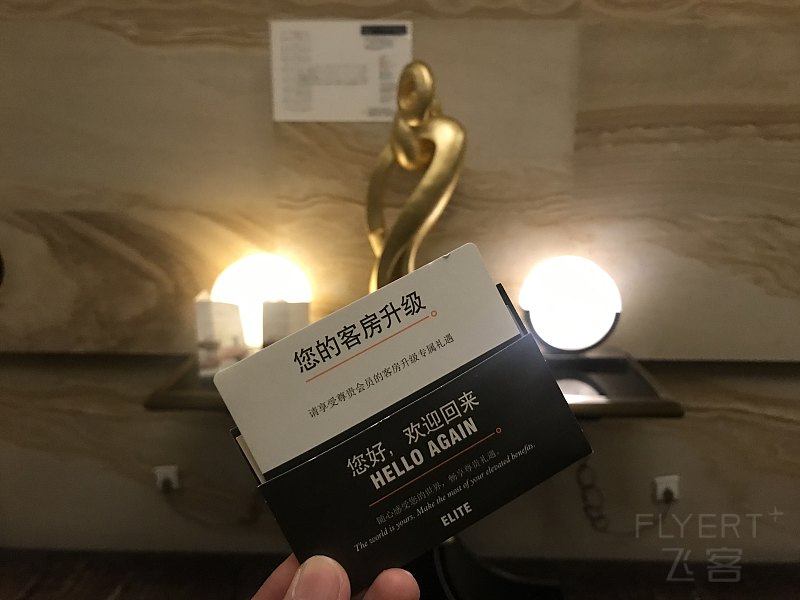 您的客房升级
请享受尊贵会员的客房升级专属礼遇
您好，欢迎回来
HELLO AGAIN
随心感受您的世界，畅享尊贵礼遇。
The world is yours. Make the most of your elevated benefits.
ELITE
FLYERT+
飞客